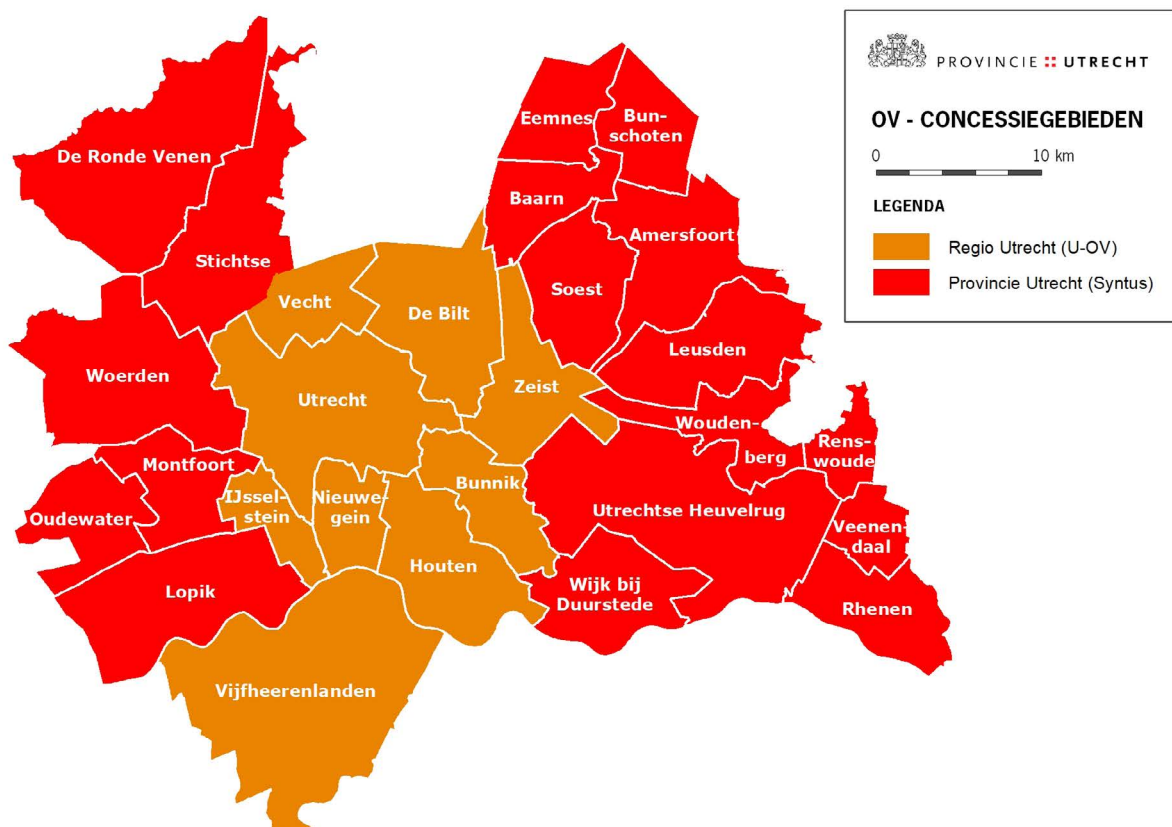 PROVINCIE UTRECHT
OV - CONCESSIEGEBIEDEN
0 10 km
LEGENDA
Regio Utrecht (U-OV)
Provincie Utrecht (Syntus)
Eemnes
Bun-
schoten
De Ronde Venen
Baarn
Amersfoort
Stichtse
Vecht
De Bilt
Soest
Leusden
Woerden
Utrecht
Zeist
Wouden-
berg
Rens-
woude
Montfoort
IJssel-
stein
Nieuwe-
gein
Bunnik
Oudewater
Utrechtse Heuvelrug
Veenen-
daal
Houten
Lopik
Wijk bij
Duurstede
Rhenen
Vijfheerenlanden